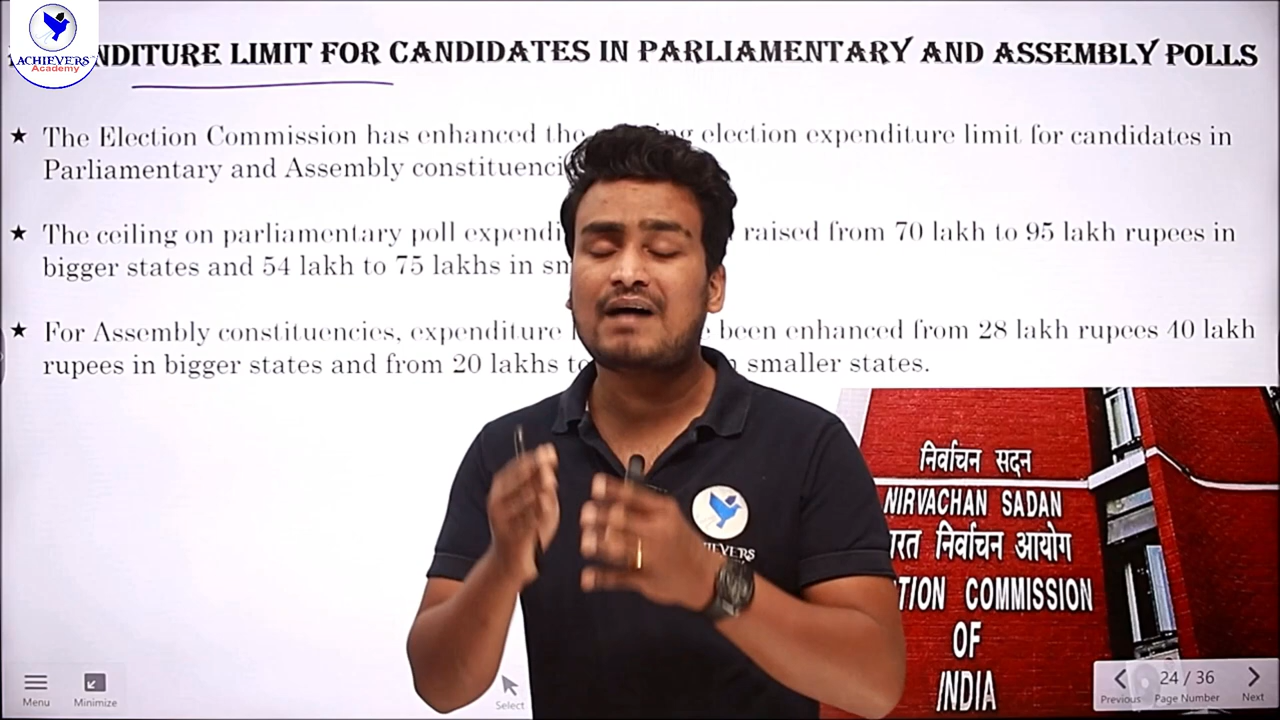 ACHIEVERS
Academy
NDITURE LIMIT FOR CANDIDATES IN PARLIAMENTARY AND ASSEMBLY POLLS
★ The Election Commission has enhanced the election expenditure limit for candidates in
Parliamentary and Assembly constituenci
★ The ceiling on parliamentary poll expendi raised from 70 lakh to 95 lakh rupees in
bigger states and 54 lakh to 75 lakhs in
★ For Assembly constituencies, expenditure been enhanced from 28 lakh rupees 40 lakh
rupees in bigger states and from 20 lakhs to smaller states.
निर्वाचन सदन
NIRVACHAN SADAN
रत निर्वाचन आयोग
TION COMMISSION
OF
INDIA
IEVERS
Menu
Minimize
Select
24 / 36
Previous Page Number Next